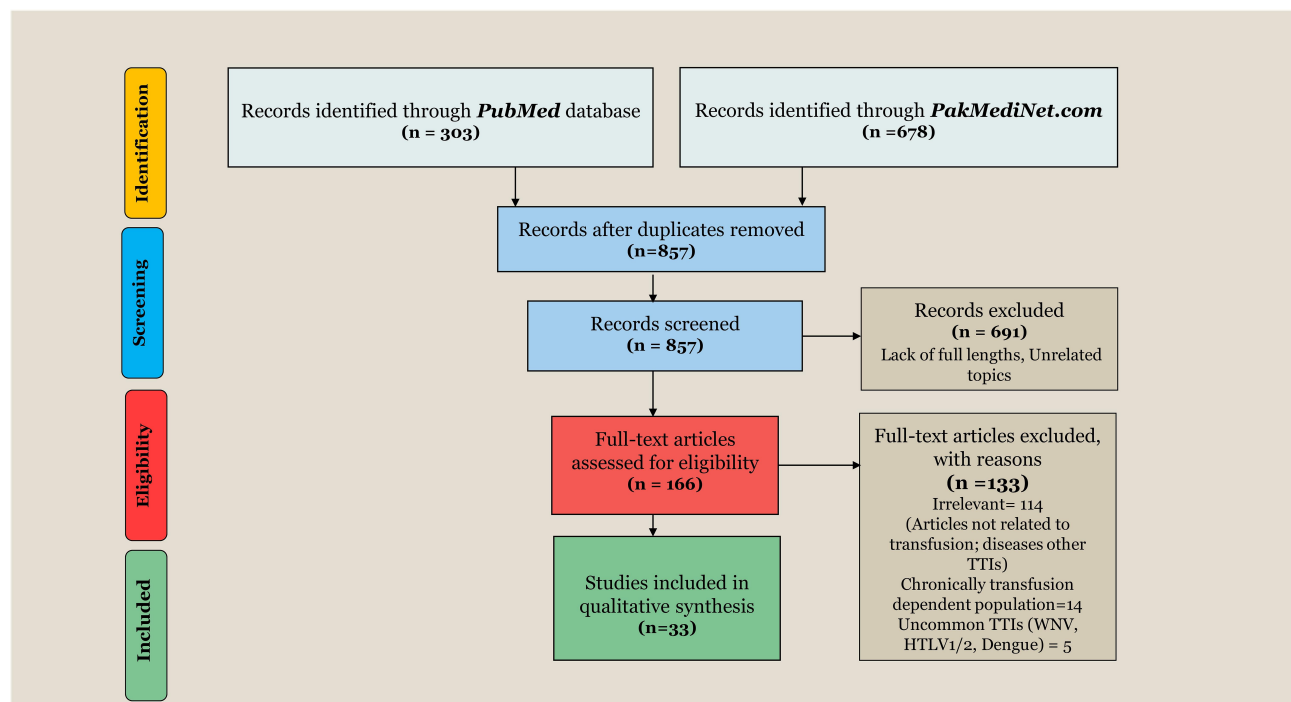 Identification
Records identified through PubMed database
(n = 303)
Records identified through PakMediNet.com
(n =678)
Records after duplicates removed
(n=857)
Screening
Records screened
(n = 857)
Records excluded
(n = 691)
Lack of full lengths, Unrelated
topics
Eligibility
Full-text articles
assessed for eligibility
(n = 166)
Full-text articles excluded,
with reasons
(n =133)
Irrelevant= 114
(Articles not related to
transfusion; diseases other
TTIs)
Chronically transfusion
dependent population=14
Uncommon TTIs (WNV,
HTLV1/2, Dengue) = 5
Included
Studies included in
qualitative synthesis
(n=33)